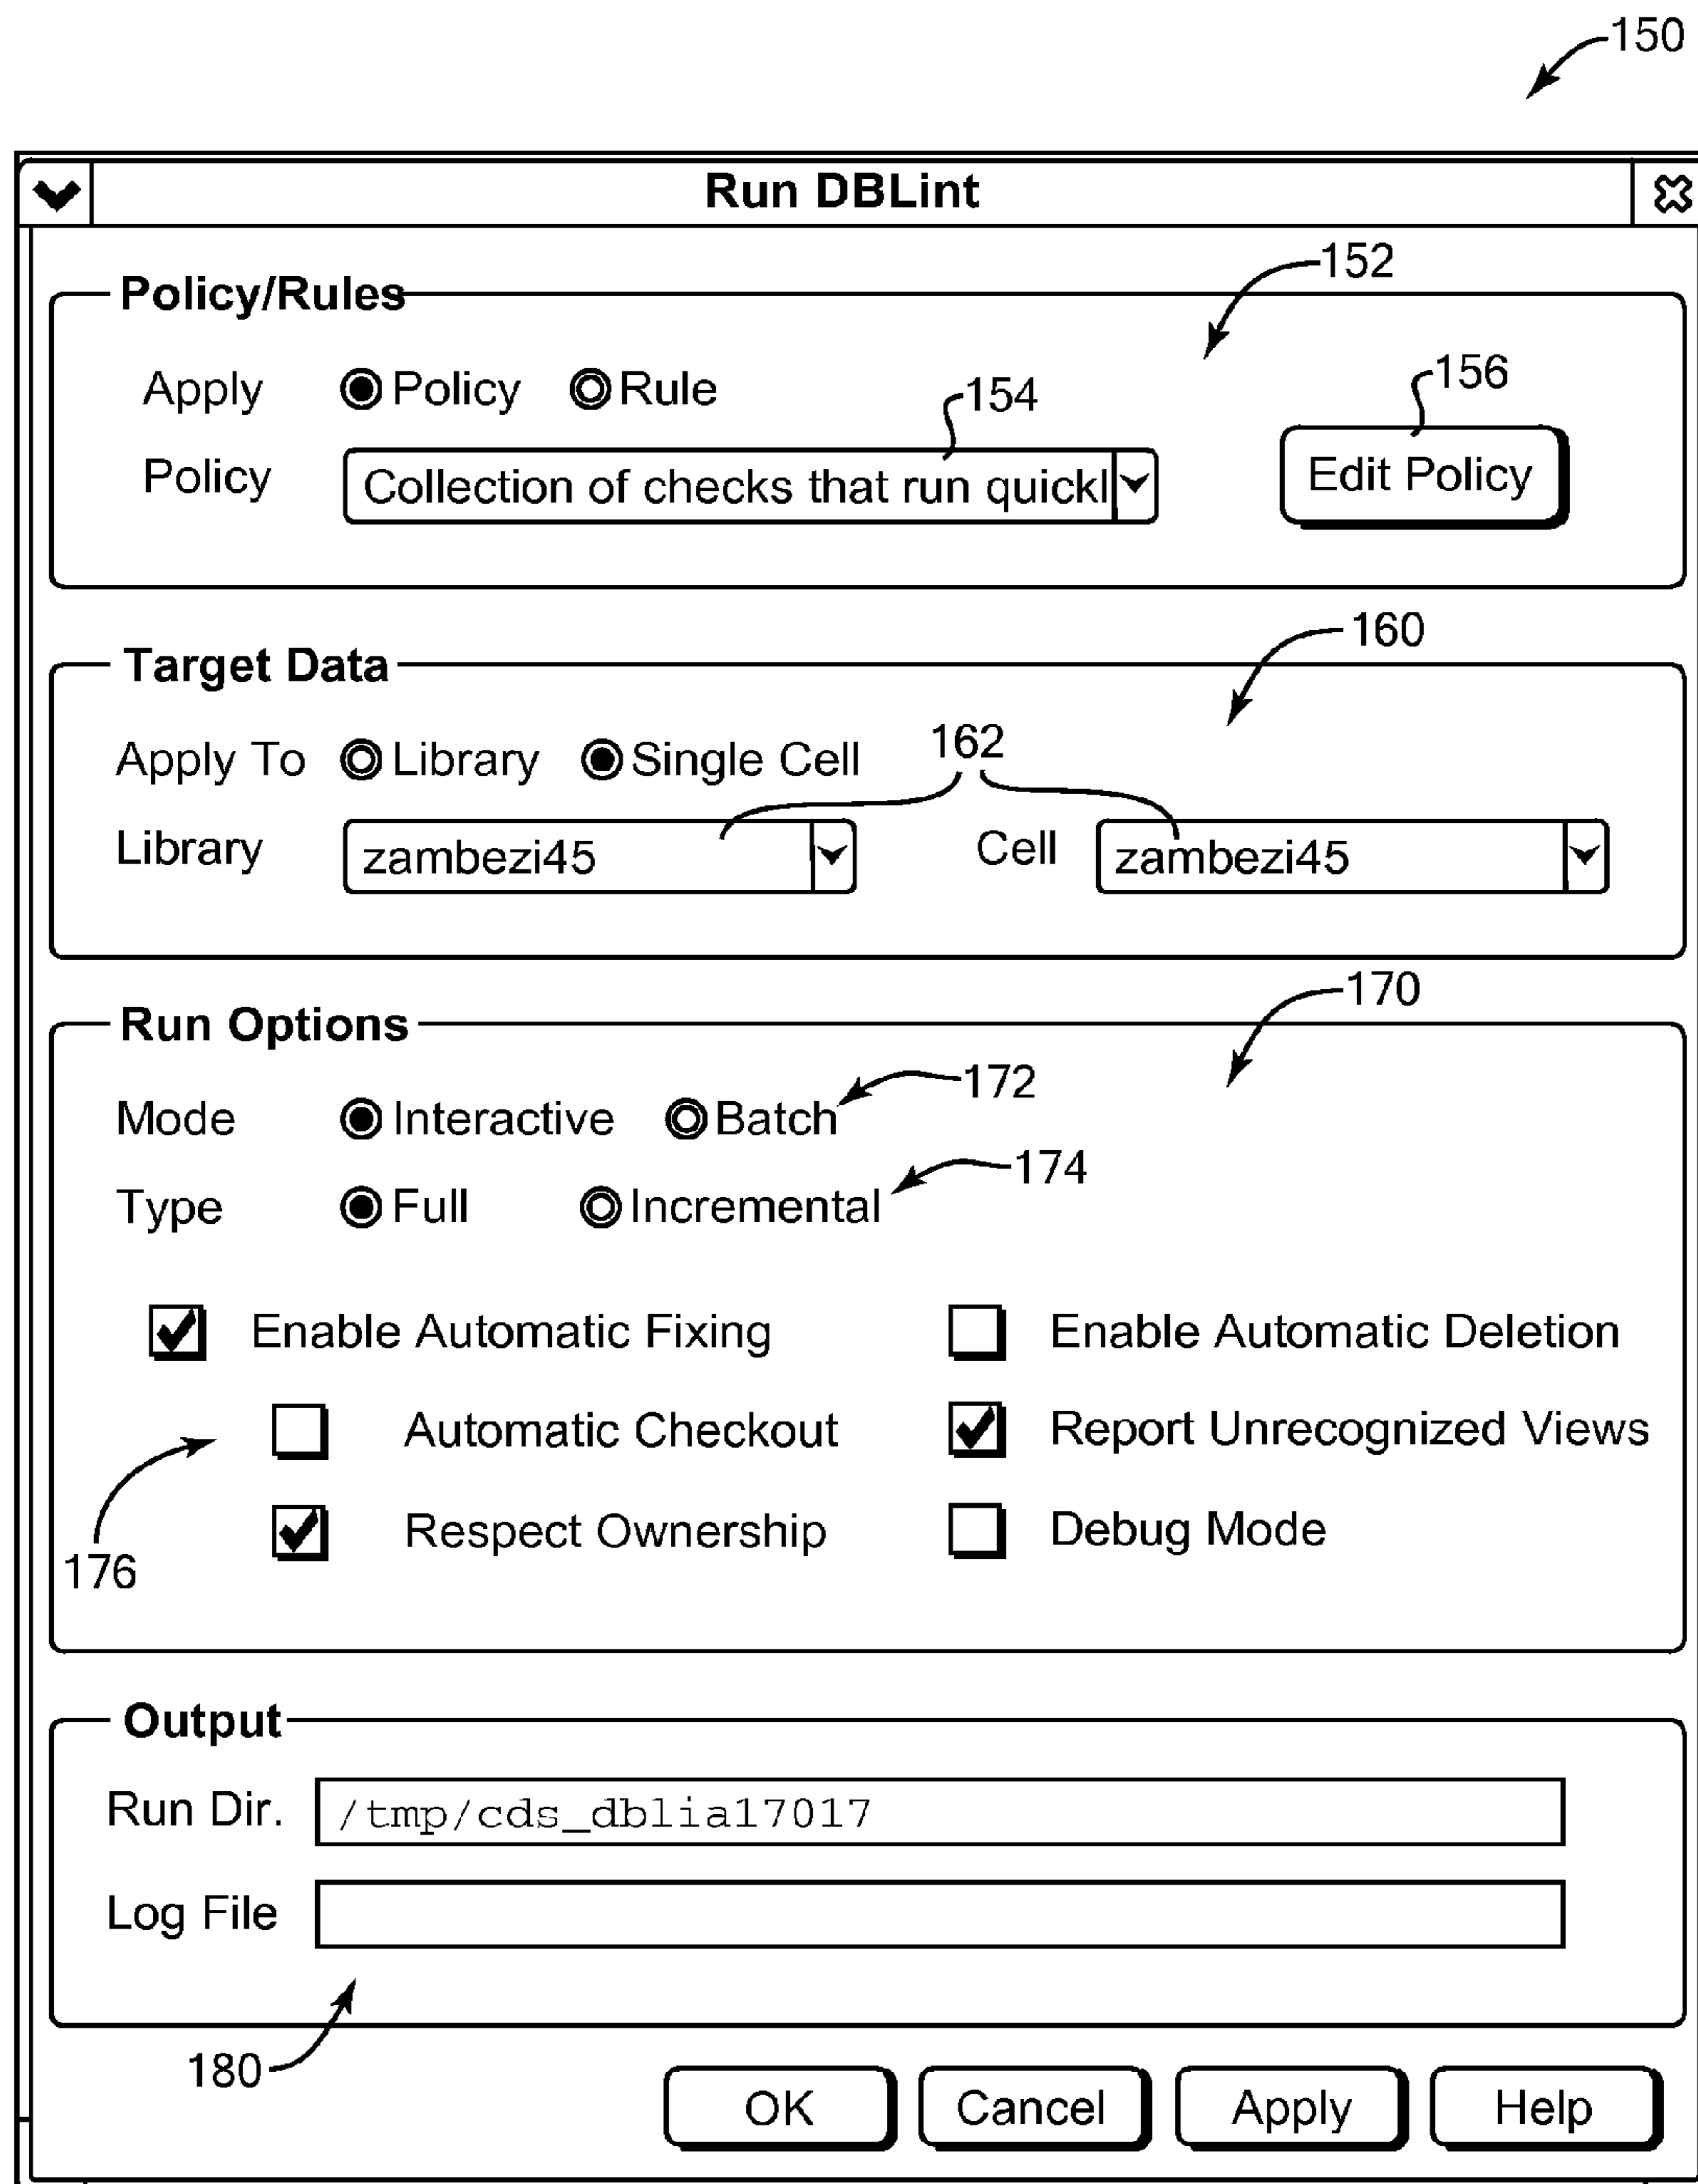 150
Run DBLint
Policy/Rules
152
Apply Policy Rule
154
156
Policy Collection of checks that run quickl Edit Policy
Target Data
160
Apply To Library Single Cell
162
Library zambezi45 Cell zambezi45
Run Options
170
Mode Interactive Batch
172
Type Full Incremental
174
Enable Automatic Fixing Enable Automatic Deletion
Automatic Checkout Report Unrecognized Views
Respect Ownership Debug Mode
176
Output
Run Dir. /tmp/cds_dblia17017
Log File
180
OK Cancel Apply Help